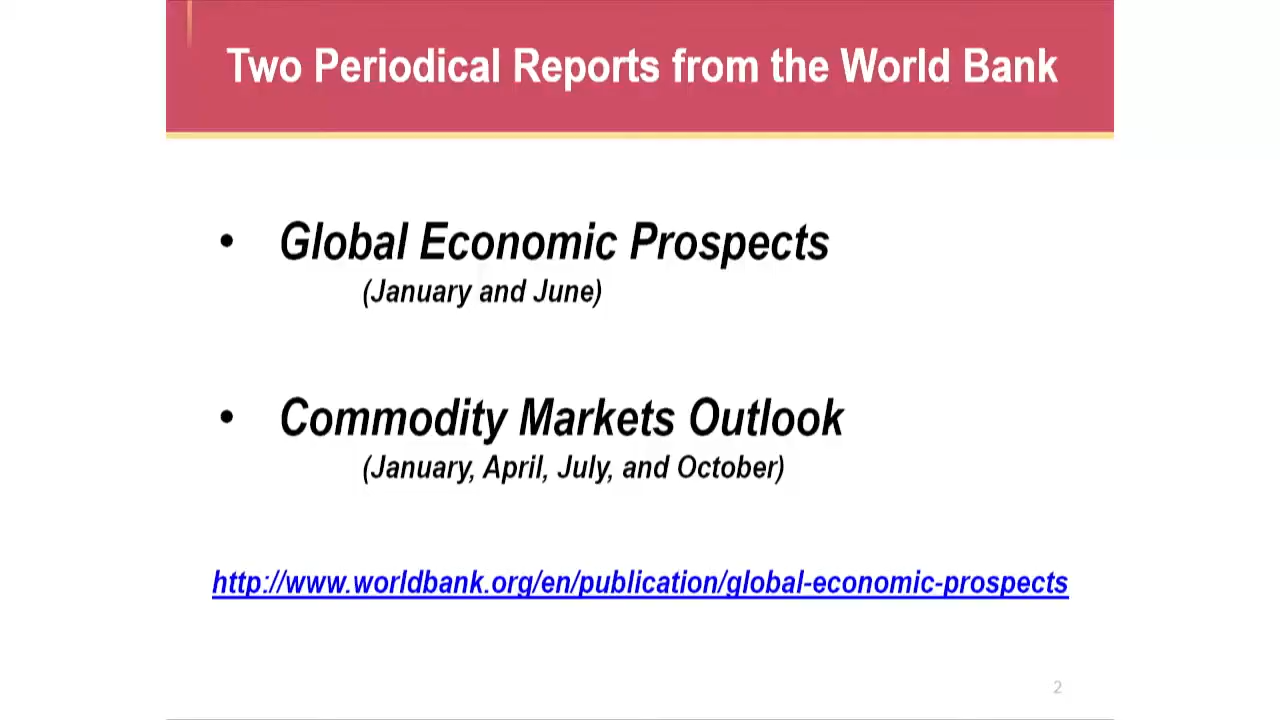 Two Periodical Reports from the World Bank
• Global Economic Prospects
(January and June)
• Commodity Markets Outlook
(January, April, July, and October)
http://www.worldbank.org/en/publication/global-economic-prospects
2